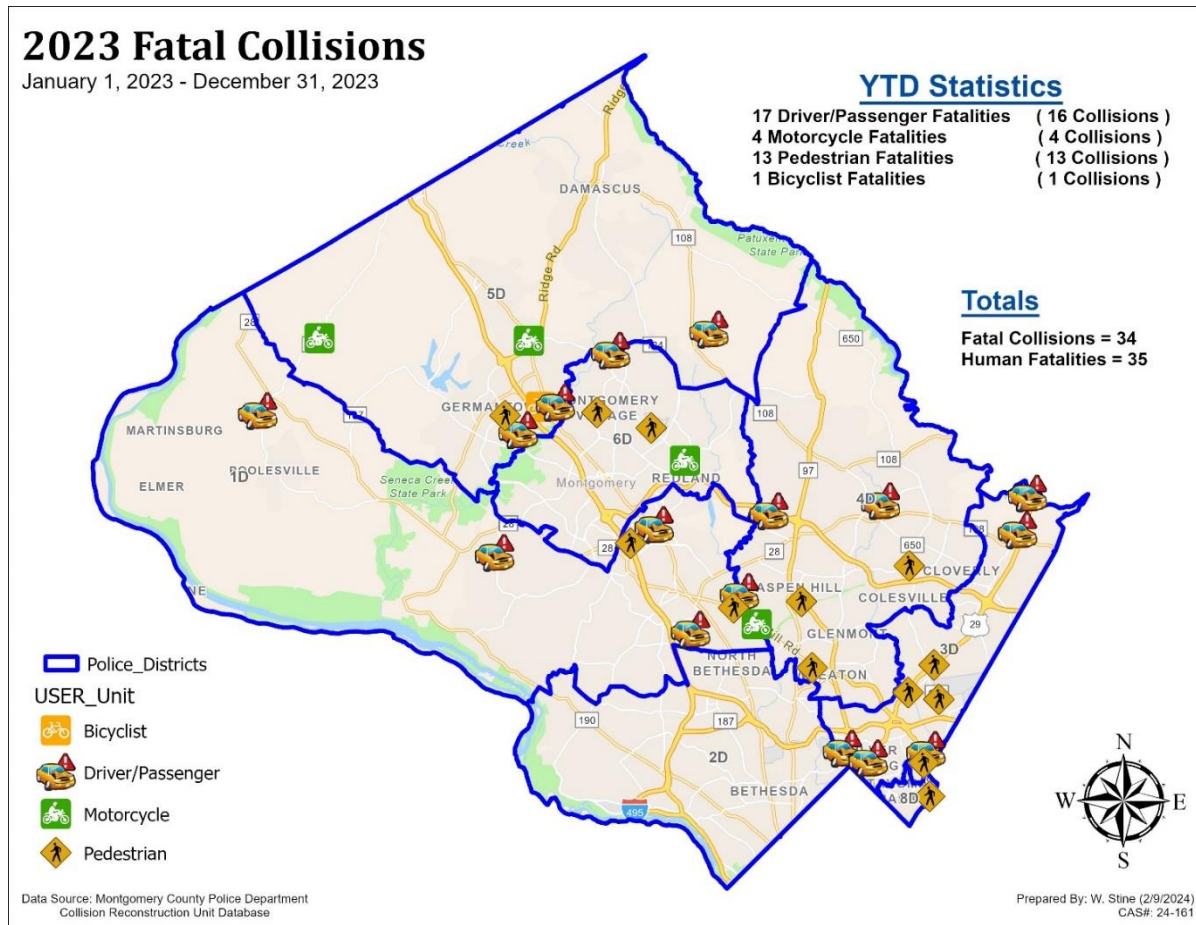 2023 Fatal Collisions
January 1, 2023 - December 31, 2023
YTD Statistics
17 Driver/Passenger Fatalities ( 16 Collisions )
4 Motorcycle Fatalities ( 4 Collisions )
13 Pedestrian Fatalities ( 13 Collisions )
1 Bicyclist Fatalities ( 1 Collisions )
Totals
Fatal Collisions = 34
Human Fatalities = 35
Ridge
Creek
DAMASCUS
108
State Park
Ridge Rd
5D
28
650
GERMANTO
MONTGOMERY
VILLAGE
6D
108
MARTINSBURG
POOLESVILLE
1D
ELMER
Seneca Creek
State Park
Montgomery
REDLAND
97
108
4D
28
28
28
650
CLOVERLY
ASPEN HILL
COLESVILLE
GLENMONT
29
3D
NORTH
BETHESDA
EATON
190
187
2D
BETHESDA
8D
495
Police_Districts
USER_Unit
Bicyclist
Driver/Passenger
Motorcycle
Pedestrian
N
W
E
S
Data Source: Montgomery County Police Department
Collision Reconstruction Unit Database
Prepared By: W. Stine (2/9/2024)
CAS#: 24-161